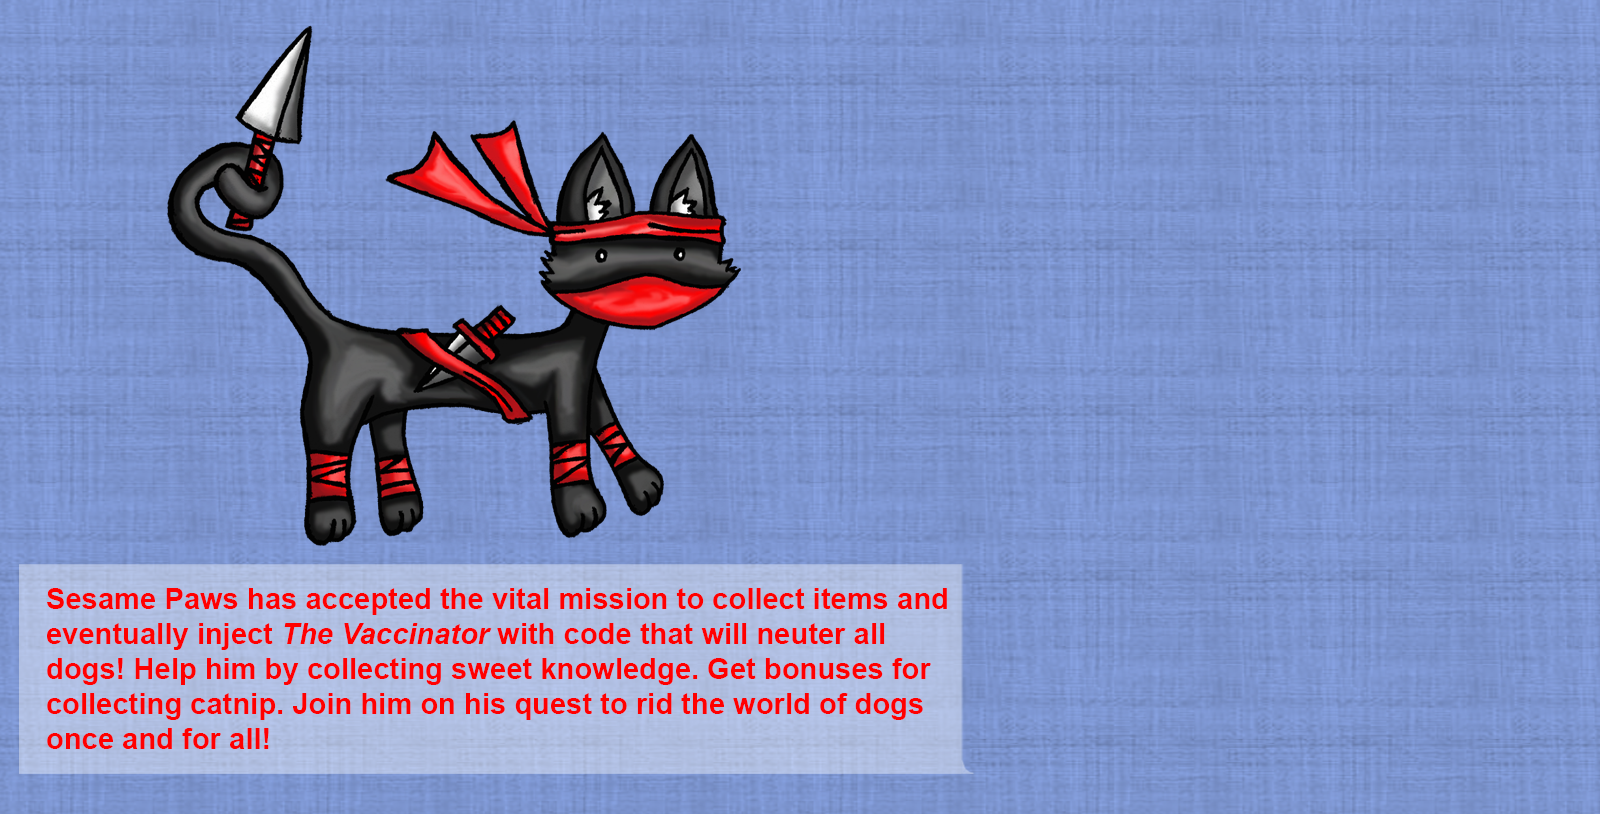 Sesame Paws has accepted the vital mission to collect items and
eventually inject The Vaccinator with code that will neuter all
dogs! Help him by collecting sweet knowledge. Get bonuses for
collecting catnip. Join him on his quest to rid the world of dogs
once and for all!